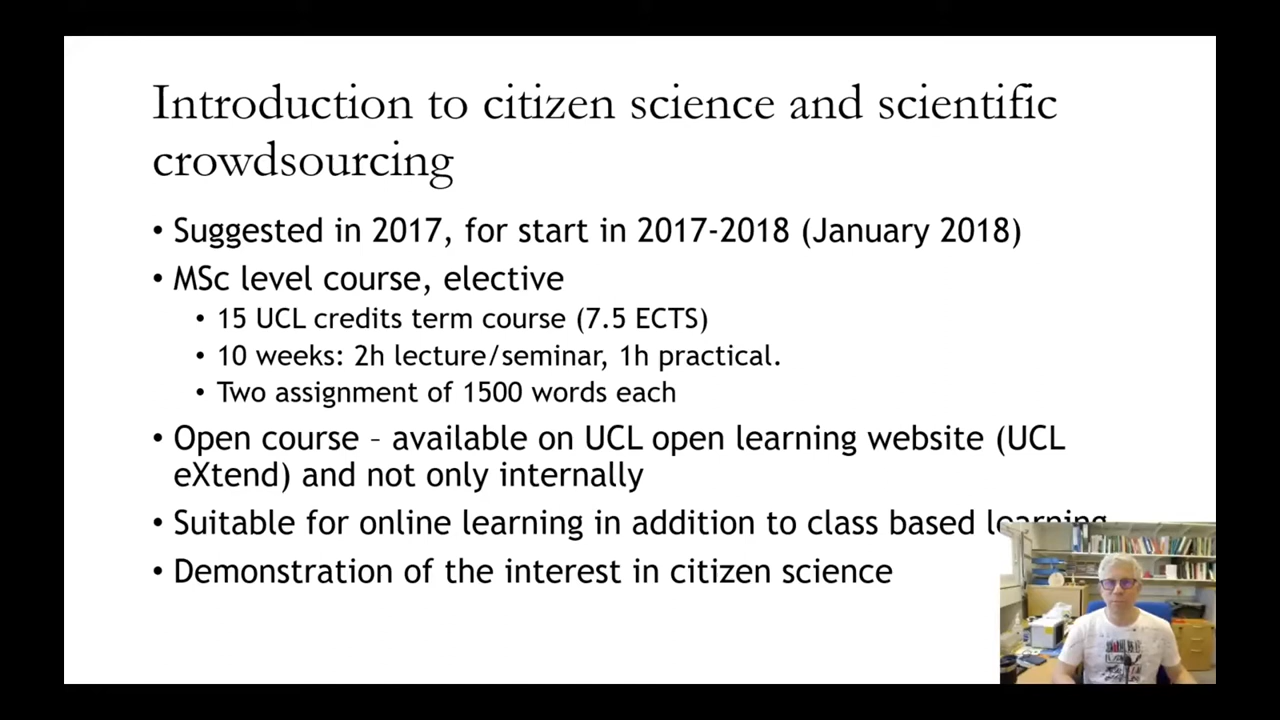 Introduction to citizen science and scientific
crowdsourcing
• Suggested in 2017, for start in 2017-2018 (January 2018)
• MSc level course, elective
• 15 UCL credits term course (7.5 ECTS)
• 10 weeks: 2h lecture/seminar, 1h practical.
• Two assignment of 1500 words each
• Open course – available on UCL open learning website (UCL
eXtend) and not only internally
• Suitable for online learning in addition to class based learning
• Demonstration of the interest in citizen science